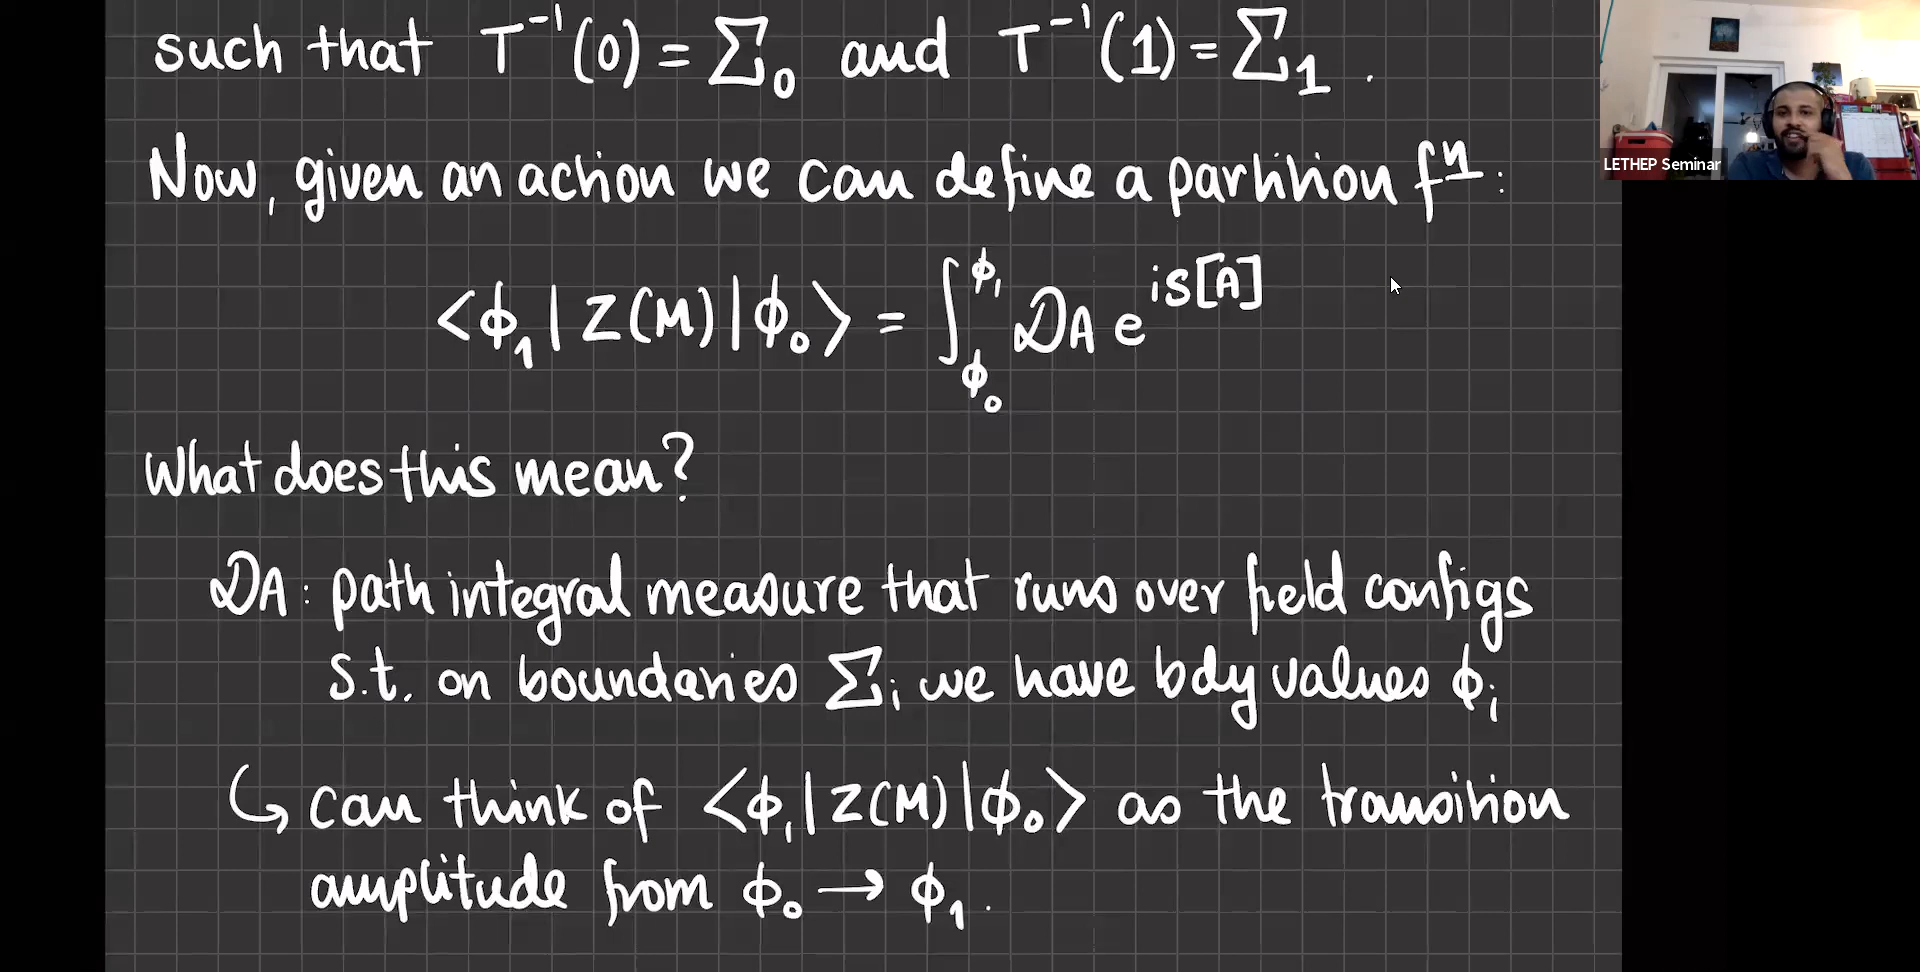 such that T⁻¹(0) = Σ₀ and T⁻¹(1) = Σ₁ .
Now, given an action we can define a partition fⁿ :
<ϕ₁|Z(M)|ϕ₀> = ∫_ϕ₀^ϕ₁ 𝒟A e^{iS[A]}
What does this mean?
𝒟A : path integral measure that runs over field configs
s.t. on boundaries Σᵢ we have bdy values ϕᵢ
↪ can think of <ϕ₁|Z(M)|ϕ₀> as the transition
amplitude from ϕ₀ → ϕ₁ .
LETHEP Seminar